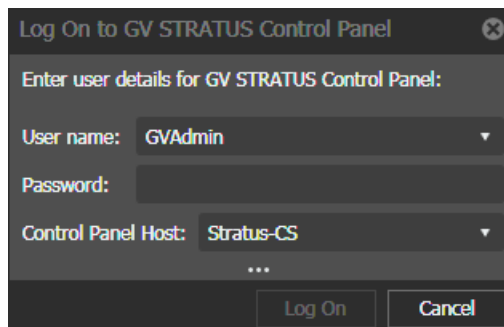 Log On to GV STRATUS Control Panel
Enter user details for GV STRATUS Control Panel:
User name: GVAdmin
Password:
Control Panel Host: Stratus-CS
...
Log On Cancel